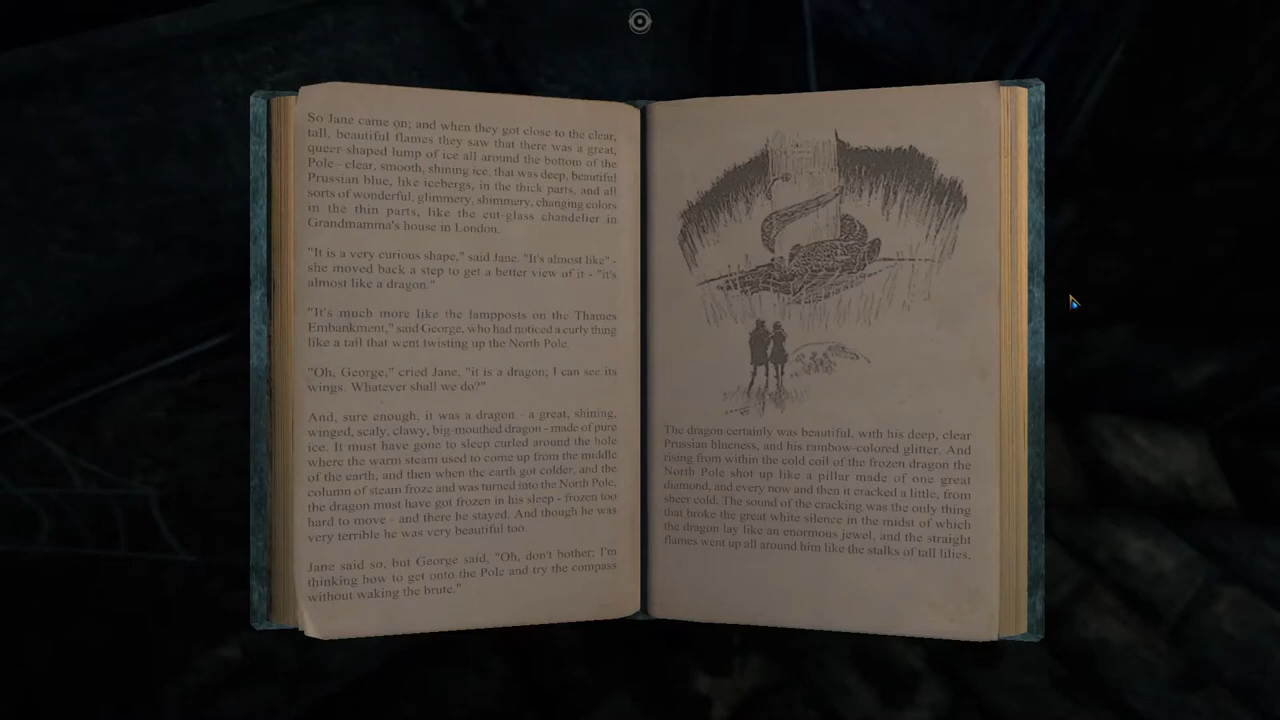 So Jane came on; and when they got close to the clear,
tall, beautiful flames they saw that there was a great,
queer-shaped lump of ice all around the bottom of the
Pole - clear, smooth, shining ice, that was deep, beautiful
Prussian blue, like icebergs, in the thick parts, and all
sorts of wonderful, glimmery, shimmery, changing colors
in the thin parts, like the cut-glass chandelier in
Grandmamma's house in London.
"It is a very curious shape," said Jane. "It's almost like" -
she moved back a step to get a better view of it - "it's
almost like a dragon."
"It's much more like the lampposts on the Thames
Embankment," said George, who had noticed a curly thing
like a tail that went twisting up the North Pole.
"Oh, George," cried Jane, "it is a dragon; I can see its
wings. Whatever shall we do?"
And, sure enough, it was a dragon - a great, shining,
winged, scaly, clawy, big-mouthed dragon - made of pure
ice. It must have gone to sleep curled around the hole
where the warm steam used to come up from the middle
of the earth, and then when the earth got colder, and the
column of steam froze and was turned into the North Pole,
the dragon must have got frozen in his sleep - frozen too
hard to move - and there he stayed. And though he was
very terrible he was very beautiful too.
Jane said so, but George said, "Oh, don't bother; I'm
thinking how to get onto the Pole and try the compass
without waking the brute."
The dragon certainly was beautiful, with his deep, clear
Prussian blueness, and his rainbow-colored glitter. And
rising from within the cold coil of the frozen dragon the
North Pole shot up like a pillar made of one great
diamond, and every now and then it cracked a little, from
sheer cold. The sound of the cracking was the only thing
that broke the great white silence in the midst of which
the dragon lay like an enormous jewel, and the straight
flames went up all around him like the stalks of tall lilies.